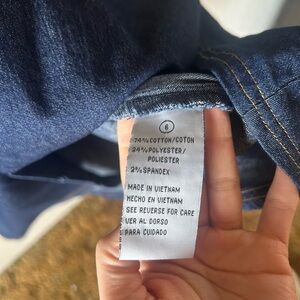 6
74%COTTON/COTON
24%POLYESTER/
POLIESTER
2%SPANDEX
MADE IN VIETNAM
HECHO EN VIETNAM
SEE REVERSE FOR CARE
VER AL DORSO
PARA CUIDADO